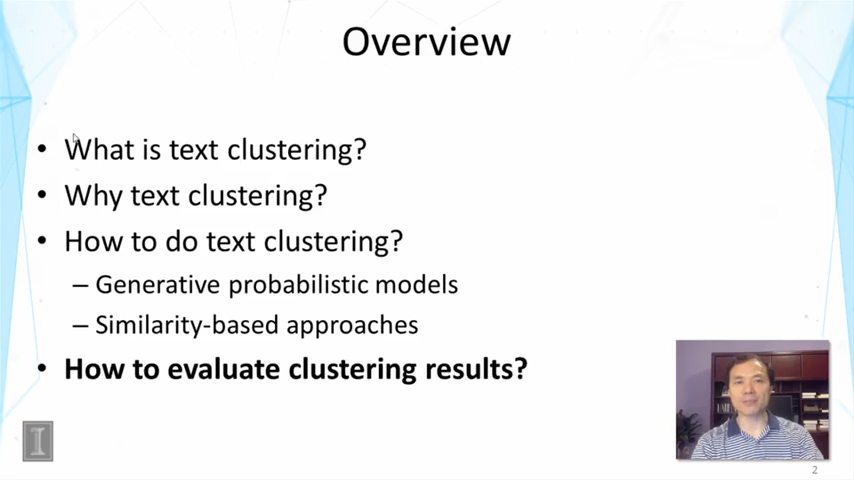 Overview
• What is text clustering?
• Why text clustering?
• How to do text clustering?
– Generative probabilistic models
– Similarity-based approaches
• How to evaluate clustering results?
I
2